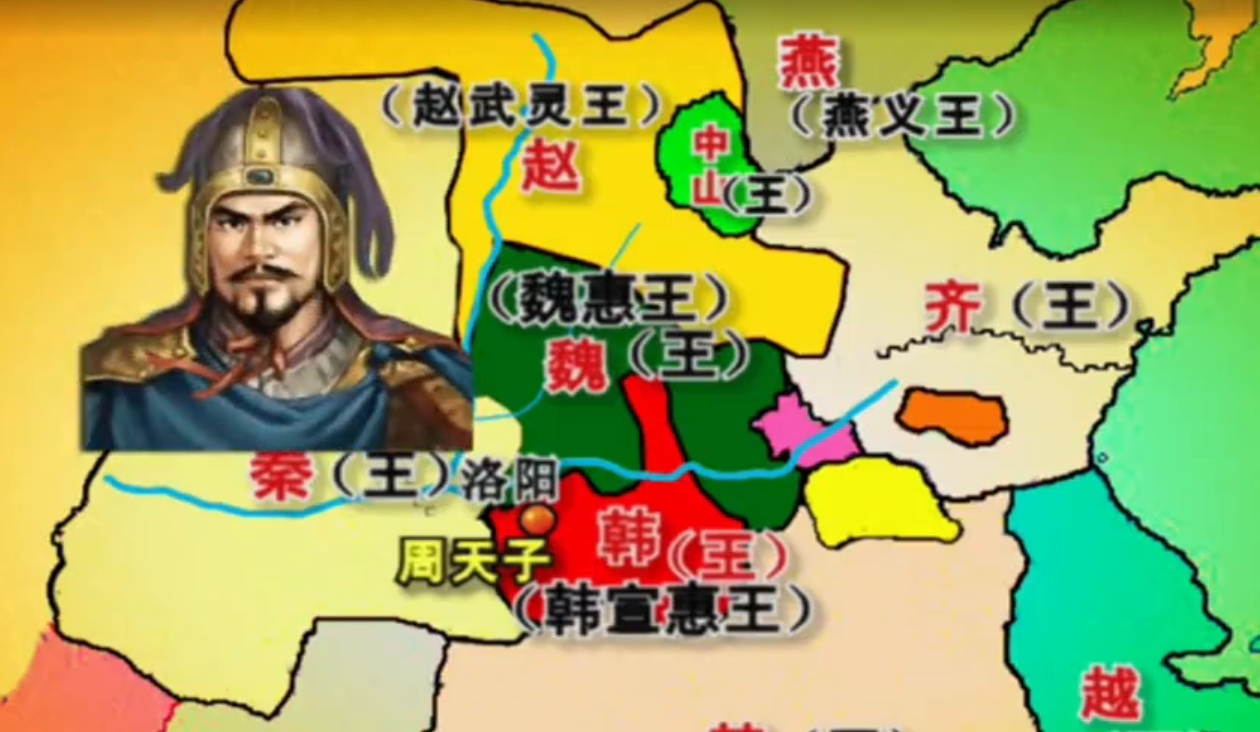 燕
（赵武灵王）
（燕义王）
赵
中山（王）
（魏惠王）
齐（王）
魏（王）
秦（王）
洛阳
韩（王）
周天子
（韩宣惠王）
越